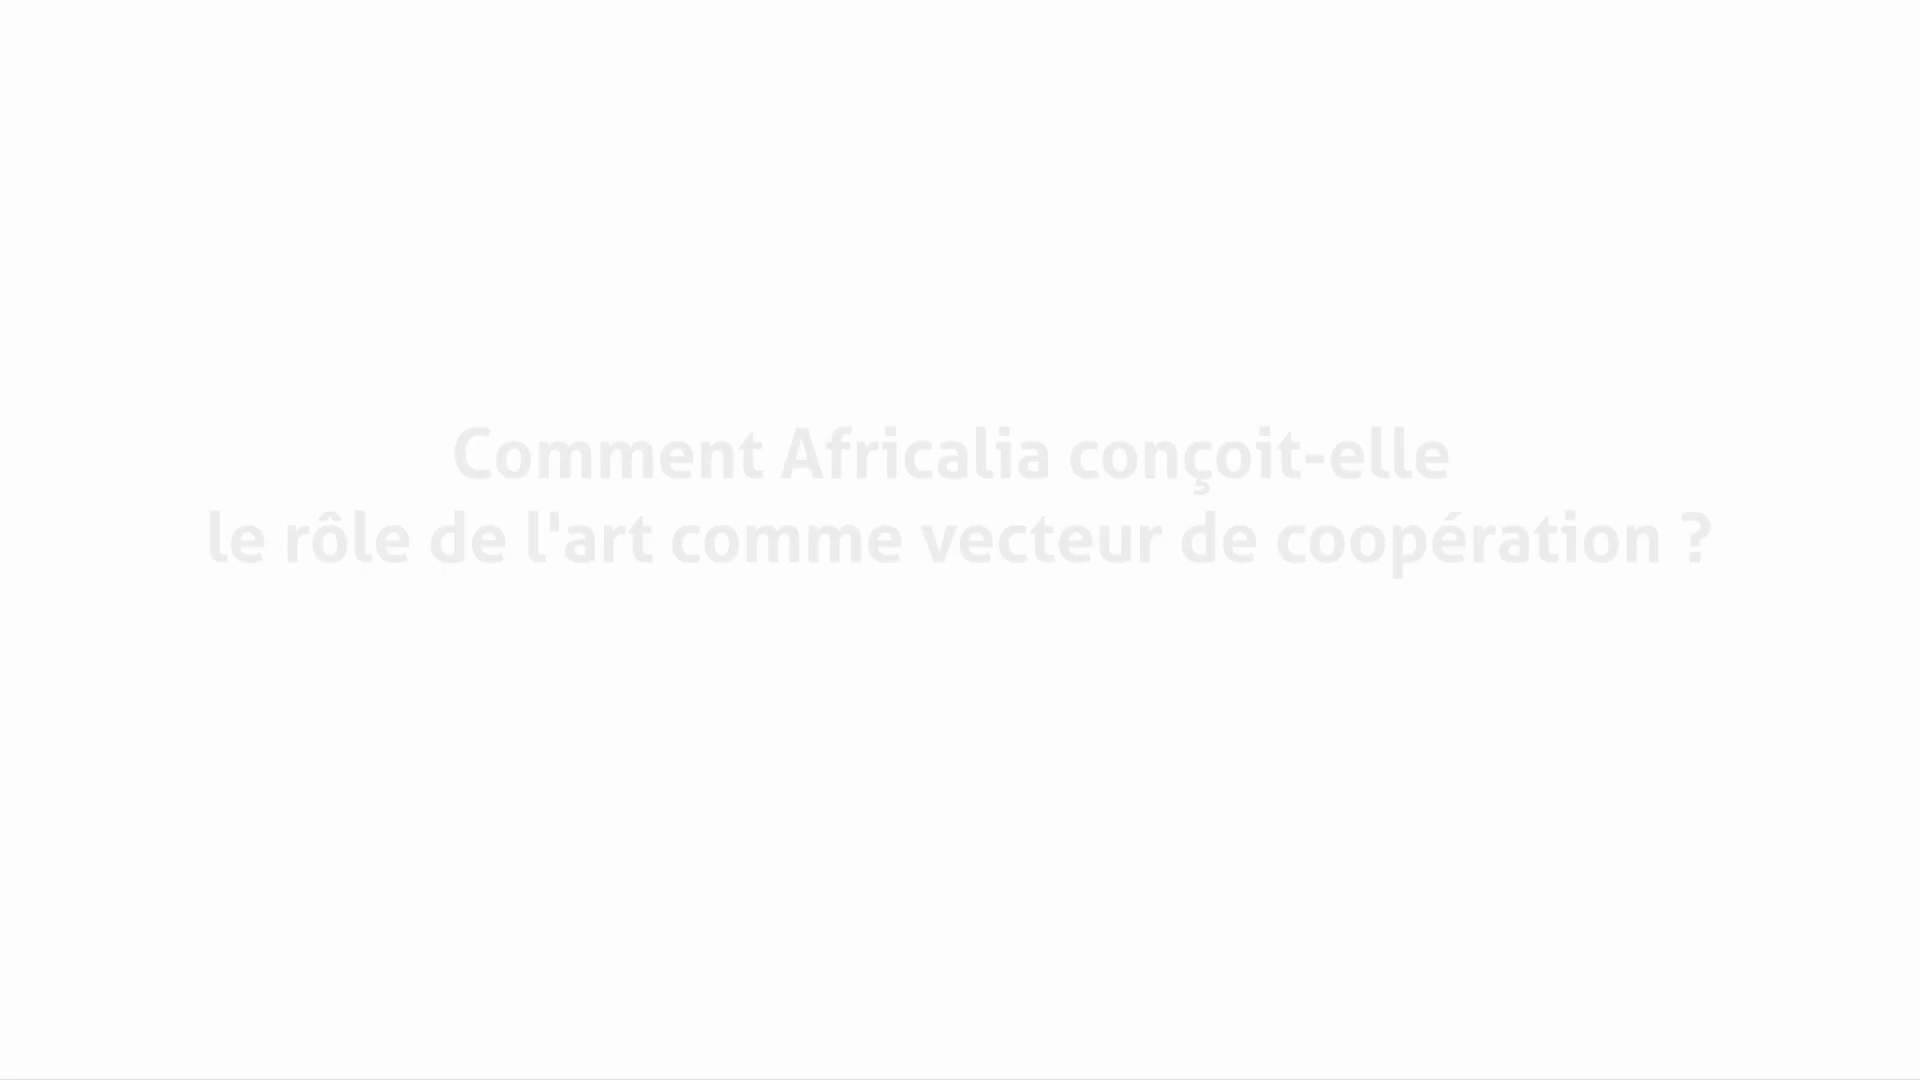 Comment Africalia conçoit-elle
le rôle de l'art comme vecteur de coopération ?